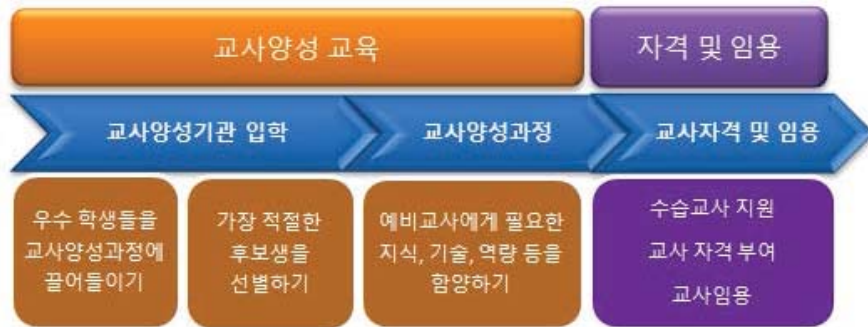 교사양성 교육
자격 및 임용
교사양성기관 입학
교사양성과정
교사자격 및 임용
우수 학생들을
교사양성과정에
끌어들이기
가장 적절한
후보생을
선별하기
예비교사에게 필요한
지식, 기술, 역량 등을
함양하기
수습교사 지원
교사 자격 부여
교사임용